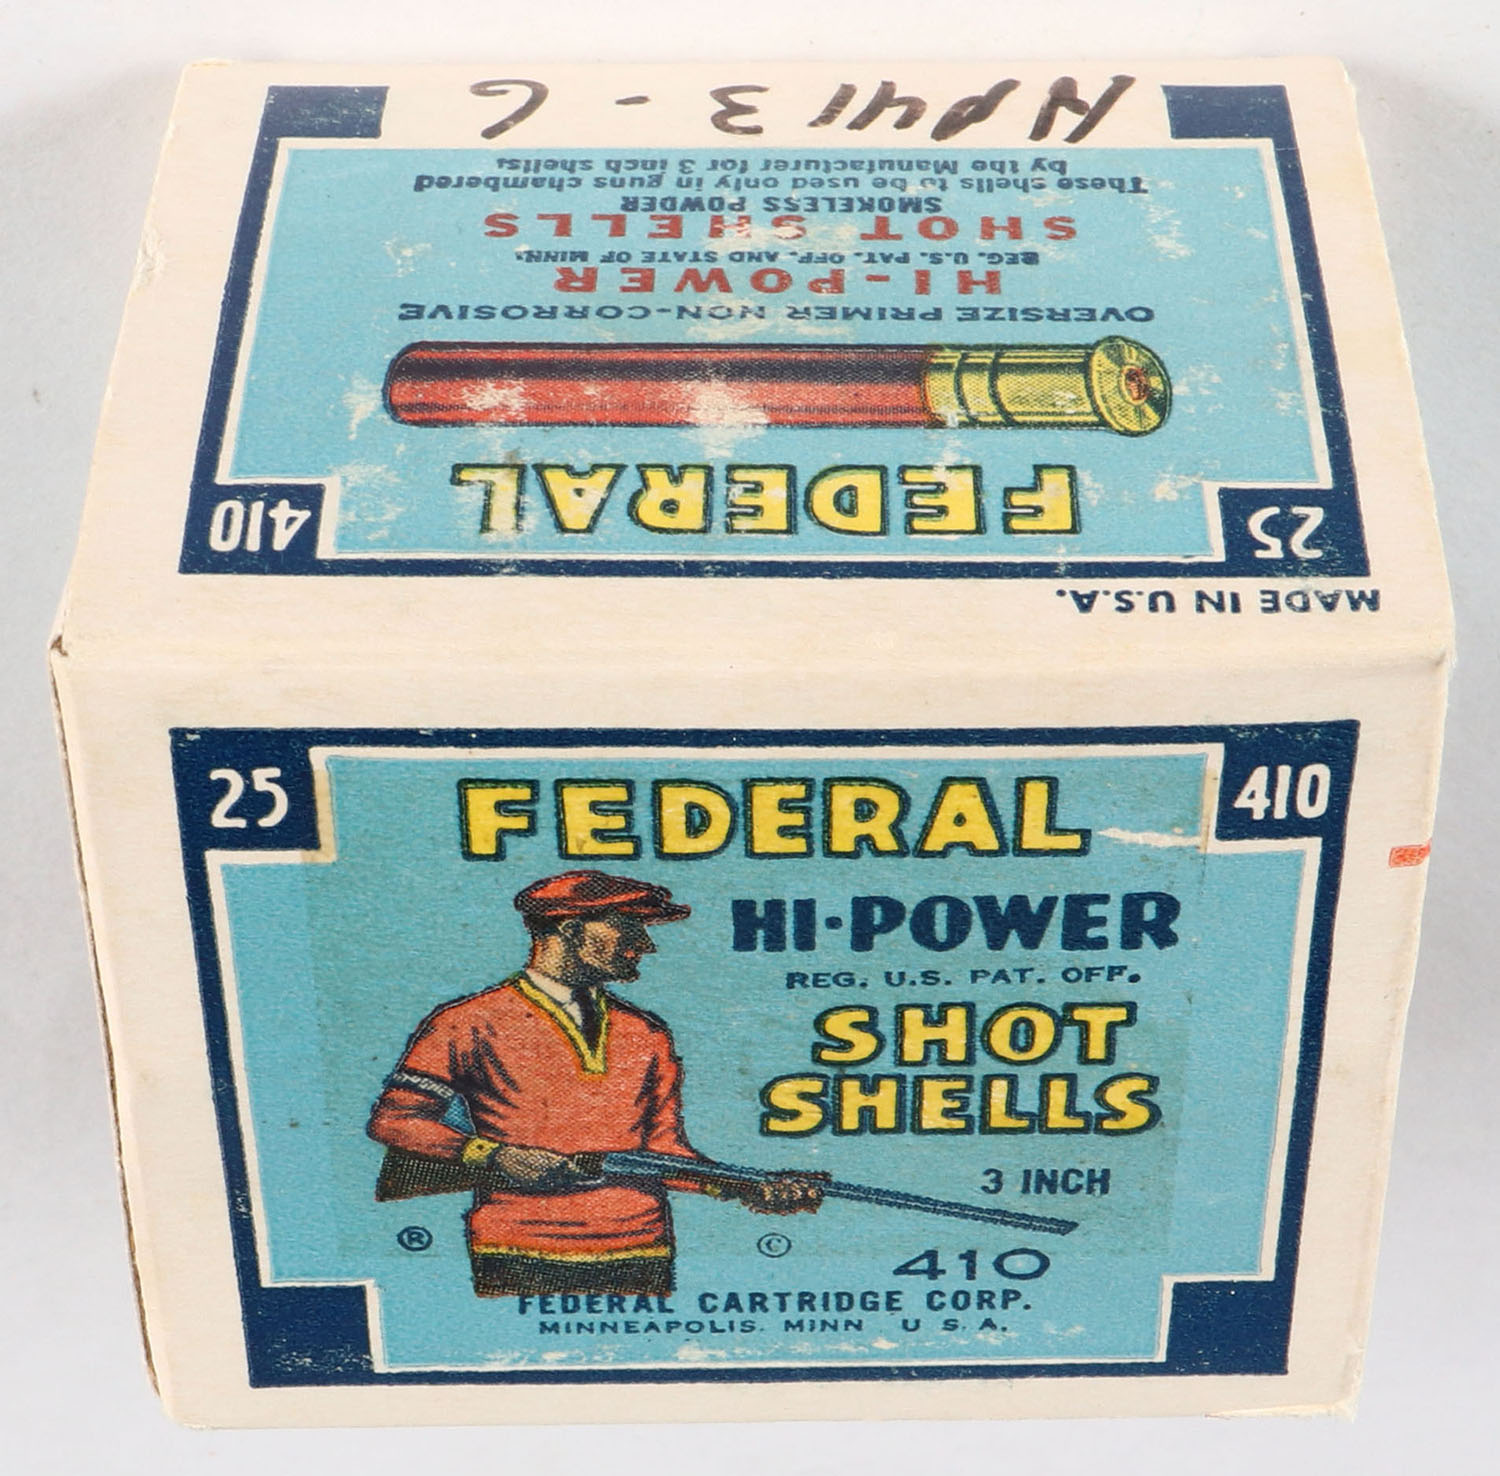 HP413-6
by the Manufacturer for 3 inch shells.
These shells to be used only in guns chambered
SMOKELESS POWDER
SHOT SHELLS
REG. U.S. PAT. OFF. AND STATE OF MINN.
HI-POWER
OVERSIZE PRIMER NON-CORROSIVE
FEDERAL
410 25
MADE IN U.S.A.
25 410
FEDERAL
HI·POWER
REG. U.S. PAT. OFF.
SHOT
SHELLS
3 INCH
® ©
410
FEDERAL CARTRIDGE CORP.
MINNEAPOLIS. MINN U S. A.